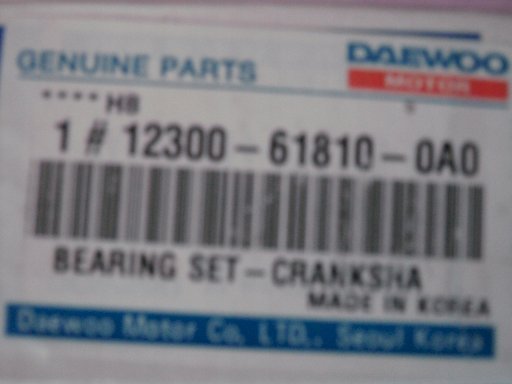 GENUINE PARTS
DAEWOO
MOTOR
**** HB
1 # 12300-61810-0A0
BEARING SET-CRANKSHA
MADE IN KOREA
Daewoo Motor Co, LTD., Seoul Korea